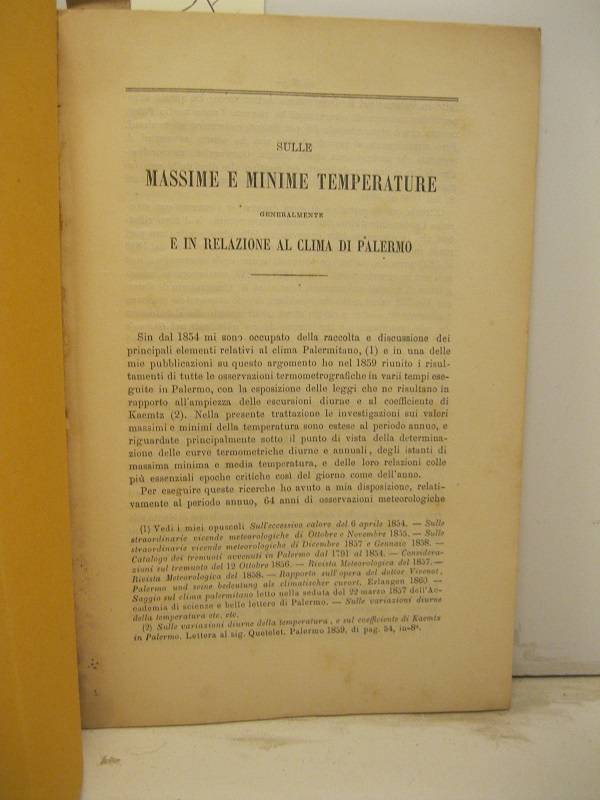 SULLE
MASSIME E MINIME TEMPERATURE
GENERALMENTE
E IN RELAZIONE AL CLIMA DI PALERMO
Sin dal 1854 mi sono occupato della raccolta e discussione dei
principali elementi relativi al clima Palermitano, (1) e in una delle
mie pubblicazioni su questo argomento ho nel 1859 riunito i risul-
tamenti di tutte le osservazioni termometrografiche in varii tempi ese-
guite in Palermo, con la esposizione delle leggi che ne risultano in
rapporto all'ampiezza delle escursioni diurne e al coefficiente di
Kaemtz (2). Nella presente trattazione le investigazioni sui valori
massimi e minimi della temperatura sono estese al periodo annuo, e
riguardate principalmente sotto il punto di vista della determina-
zione delle curve termometriche diurne e annuali, degli istanti di
massima minima e media temperatura, e delle loro relazioni colle
più essenziali epoche critiche così del giorno come dell'anno.
Per eseguire queste ricerche ho avuto a mia disposizione, relati-
vamente al periodo annuo, 64 anni di osservazioni meteorologiche
(1) Vedi i miei opuscoli Sull'eccessivo calore del 6 aprile 1854. — Sulle
straordinarie vicende meteorologiche di Ottobre e Novembre 1855. — Sulle
straordinarie vicende meteorologiche di Dicembre 1857 e Gennaio 1858. —
Catalogo dei tremuoti avvenuti in Palermo dal 1791 al 1854. — Considera-
zioni sul tremuoto del 12 Ottobre 1856. — Rivista Meteorologica del 1857. —
Rivista Meteorologica del 1858. — Rapporto sull'opera del dottor Vivenot,
Palermo und seine bedeutung als climatischer curort. Erlangen 1860. —
Saggio sul clima palermitano letto nella seduta del 22 marzo 1857 dell'Ac-
cademia di scienze e belle lettere di Palermo. — Sulle variazioni diurne
della temperatura etc. etc.
(2) Sulle variazioni diurne della temperatura, e sul coefficiente di Kaemtz
in Palermo. Lettera al sig. Quetelet. Palermo 1859, di pag. 54, in-8°.